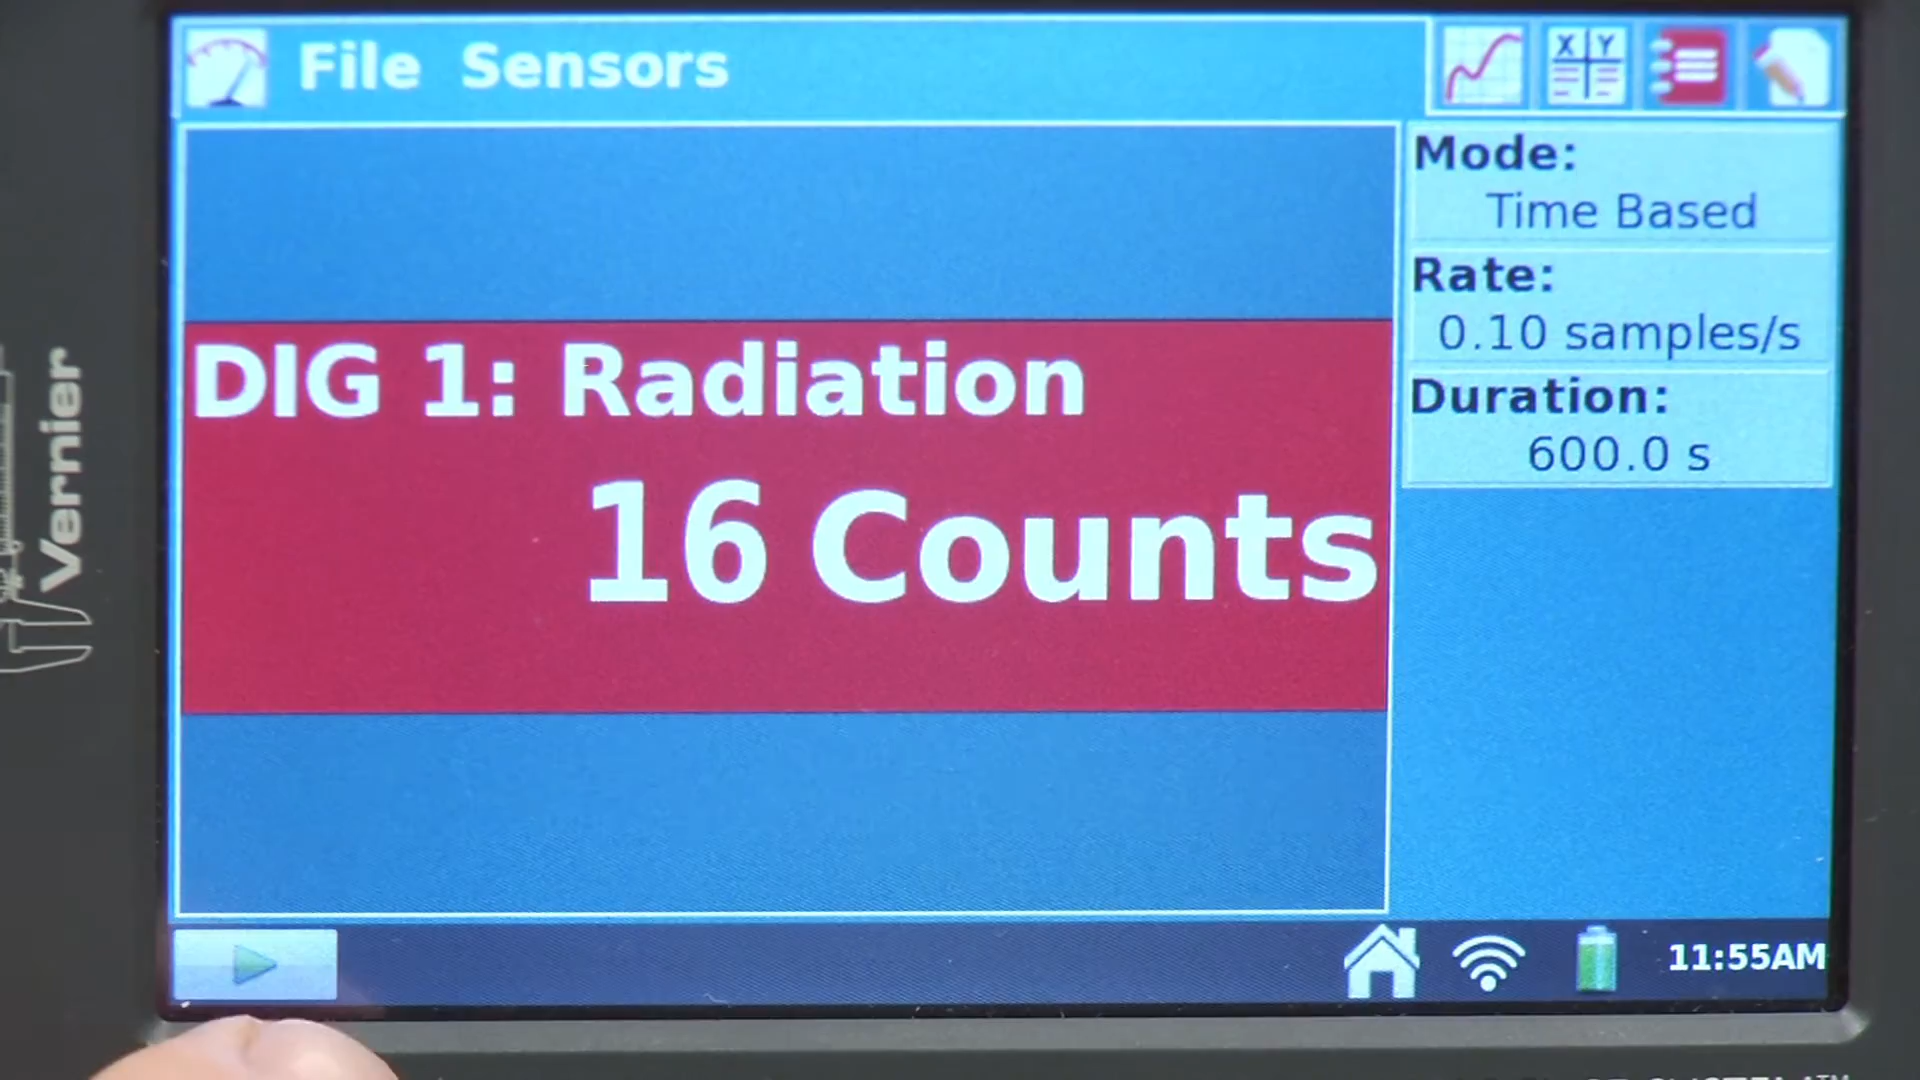 File Sensors
X Y
Mode:
Time Based
Rate:
0.10 samples/s
Duration:
600.0 s
DIG 1: Radiation
16 Counts
11:55AM
Vernier